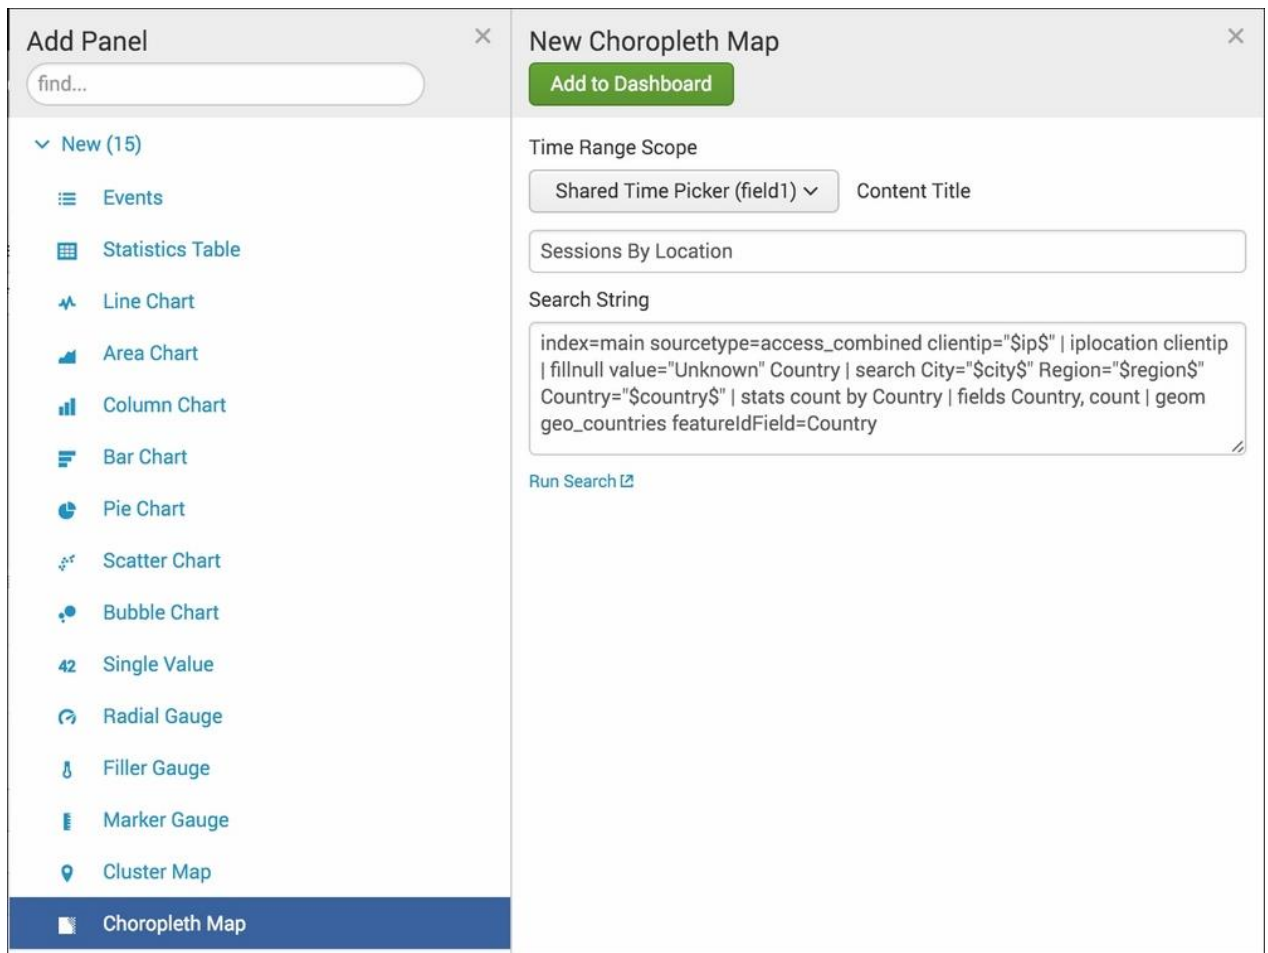 Add Panel
find...
New (15)
Events
Statistics Table
Line Chart
Area Chart
Column Chart
Bar Chart
Pie Chart
Scatter Chart
Bubble Chart
42 Single Value
Radial Gauge
Filler Gauge
Marker Gauge
Cluster Map
Choropleth Map
New Choropleth Map
Add to Dashboard
Time Range Scope
Shared Time Picker (field1)
Content Title
Sessions By Location
Search String
index=main sourcetype=access_combined clientip="$ip$" | iplocation clientip
| fillnull value="Unknown" Country | search City="$city$" Region="$region$"
Country="$country$" | stats count by Country | fields Country, count | geom
geo_countries featureIdField=Country
Run Search